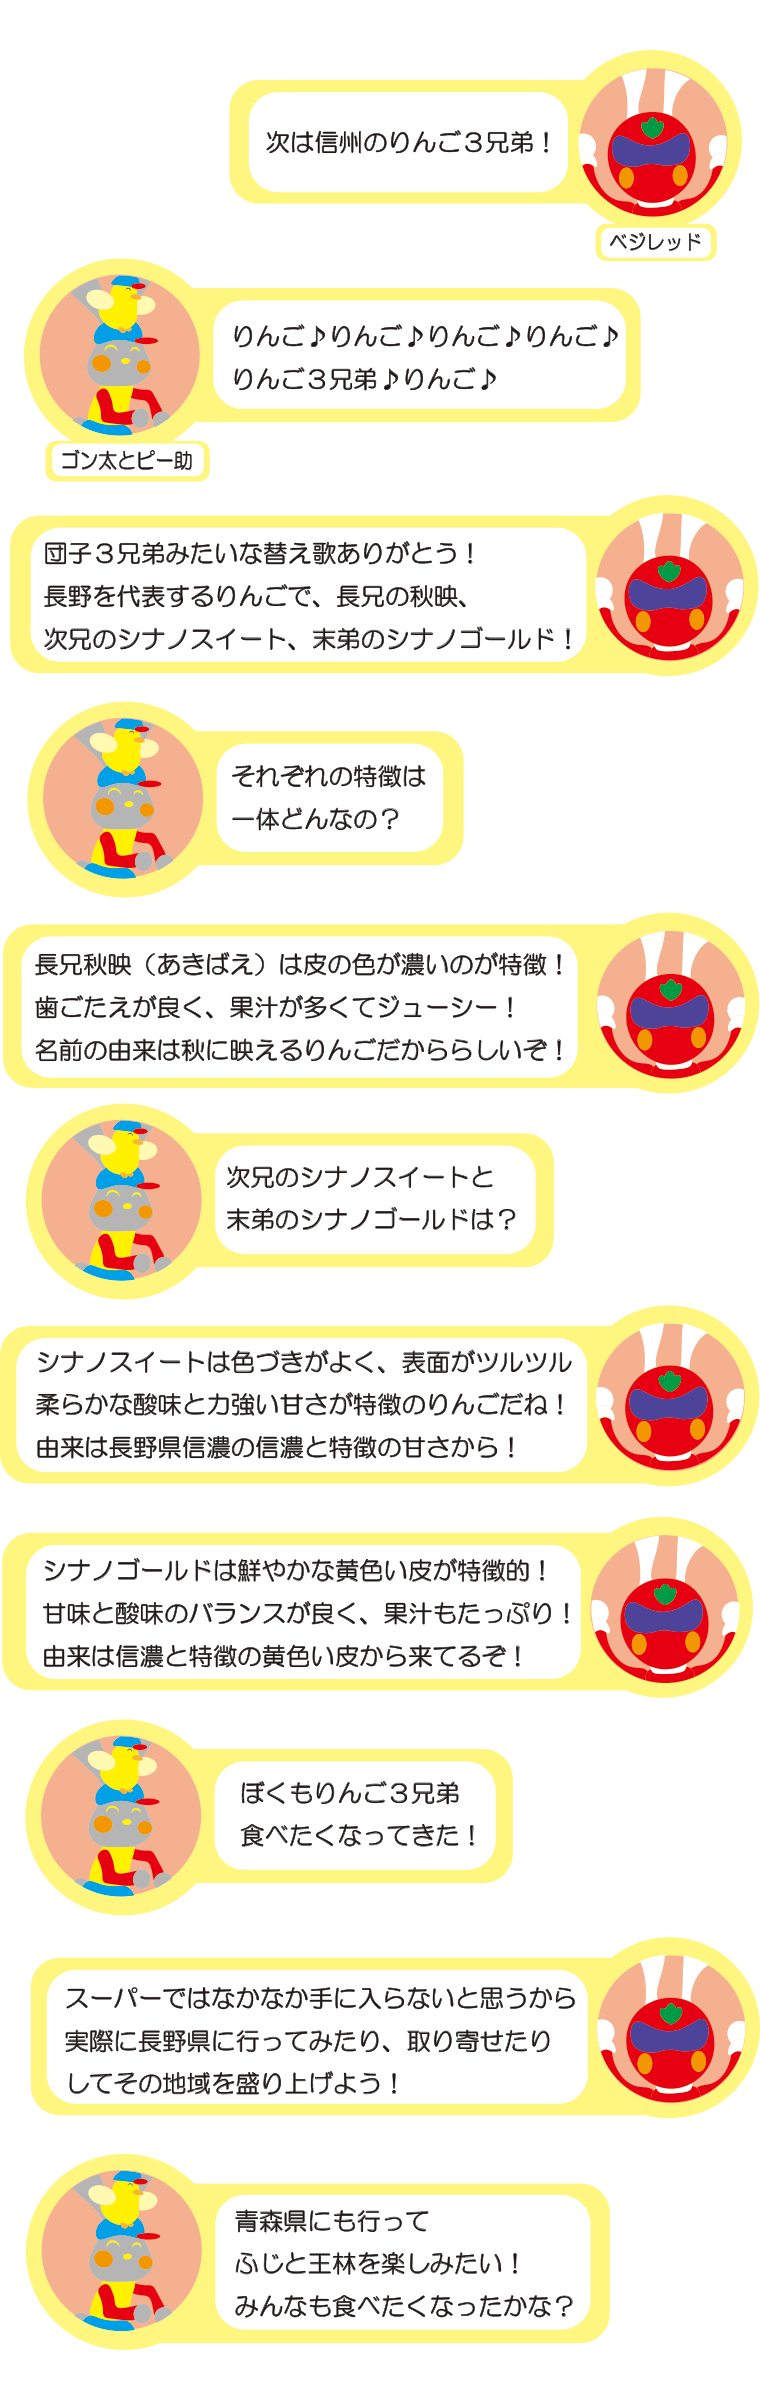 次は信州のりんご３兄弟！
ベジレッド
りんご♪りんご♪りんご♪りんご♪
りんご３兄弟♪りんご♪
ゴン太とピー助
団子３兄弟みたいな替え歌ありがとう！
長野を代表するりんごで、長兄の秋映、
次兄のシナノスイート、末弟のシナノゴールド！
それぞれの特徴は
一体どんなの？
長兄秋映（あきばえ）は皮の色が濃いのが特徴！
歯ごたえが良く、果汁が多くてジューシー！
名前の由来は秋に映えるりんごだかららしいぞ！
次兄のシナノスイートと
末弟のシナノゴールドは？
シナノスイートは色づきがよく、表面がツルツル
柔らかな酸味と力強い甘さが特徴のりんごだね！
由来は長野県信濃の信濃と特徴の甘さから！
シナノゴールドは鮮やかな黄色い皮が特徴的！
甘味と酸味のバランスが良く、果汁もたっぷり！
由来は信濃と特徴の黄色い皮から来てるぞ！
ぼくもりんご３兄弟
食べたくなってきた！
スーパーではなかなか手に入らないと思うから
実際に長野県に行ってみたり、取り寄せたり
してその地域を盛り上げよう！
青森県にも行って
ふじと王林を楽しみたい！
みんなも食べたくなったかな？